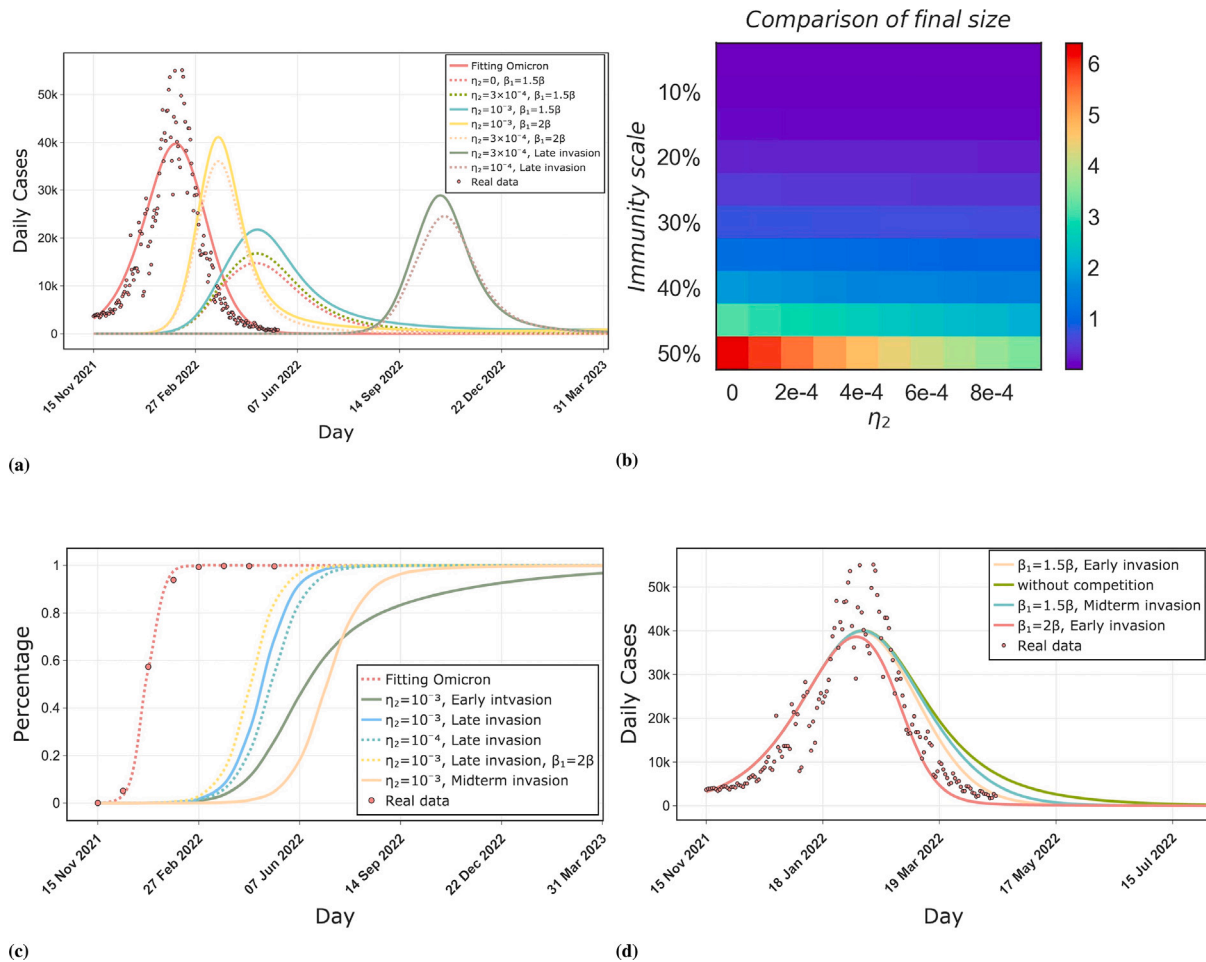 Daily Cases
50k
40k
30k
20k
10k
0
15 Nov 2021
27 Feb 2022
07 Jun 2022
14 Sep 2022
22 Dec 2022
31 Mar 2023
Day
Fitting Omicron
η₂=0, β₁=1.5β
η₂=3×10⁻⁴, β₁=1.5β
η₂=10⁻³, β₁=1.5β
η₂=10⁻³, β₁=2β
η₂=3×10⁻⁴, β₁=2β
η₂=3×10⁻⁴, Late invasion
η₂=10⁻⁴, Late invasion
Real data
(a)
Comparison of final size
Immunity scale
10%
20%
30%
40%
50%
0
2e-4
4e-4
6e-4
8e-4
η₂
6
5
4
3
2
1
(b)
Percentage
1
0.8
0.6
0.4
0.2
0
15 Nov 2021
27 Feb 2022
07 Jun 2022
14 Sep 2022
22 Dec 2022
31 Mar 2023
Day
Fitting Omicron
η₂=10⁻³, Early intvasion
η₂=10⁻³, Late invasion
η₂=10⁻⁴, Late invasion
η₂=10⁻³, Late invasion, β₁=2β
η₂=10⁻³, Midterm invasion
Real data
(c)
Daily Cases
50k
40k
30k
20k
10k
0
15 Nov 2021
18 Jan 2022
19 Mar 2022
17 May 2022
15 Jul 2022
Day
β₁=1.5β, Early invasion
without competition
β₁=1.5β, Midterm invasion
β₁=2β, Early invasion
Real data
(d)